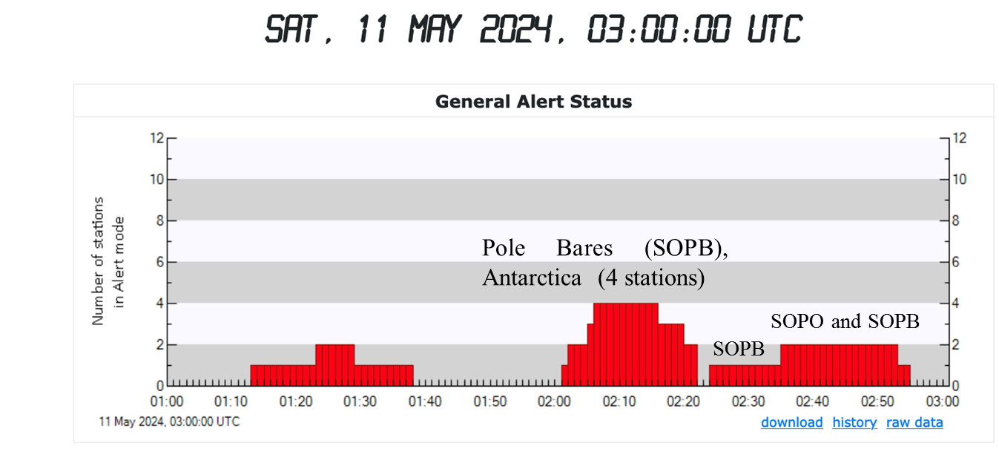 SAT, 11 MAY 2024, 03:00:00 UTC
General Alert Status
Number of stations
in Alert mode
12
10
8
6
4
2
0
12
10
8
6
4
2
0
Pole Bares (SOPB),
Antarctica (4 stations)
SOPO and SOPB
SOPB
01:00 01:10 01:20 01:30 01:40 01:50 02:00 02:10 02:20 02:30 02:40 02:50 03:00
11 May 2024, 03:00:00 UTC
download history raw data